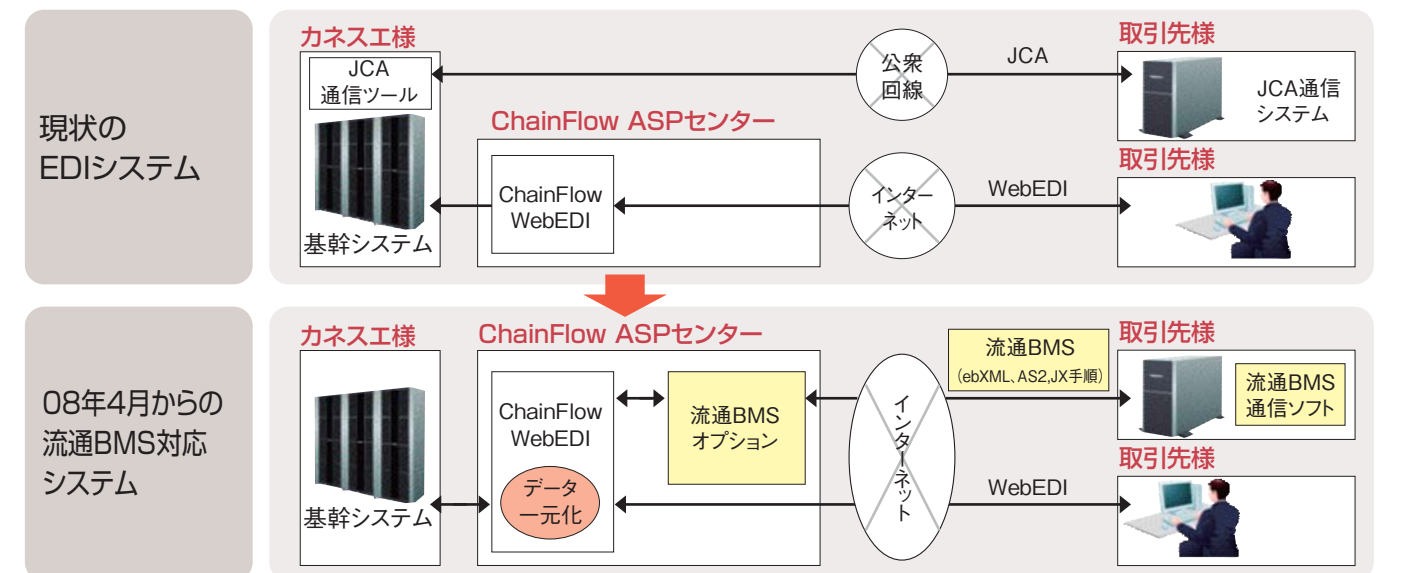 現状の
EDIシステム
カネスエ様
JCA
通信ツール
基幹システム
ChainFlow ASPセンター
ChainFlow
WebEDI
公衆
回線
JCA
インター
ネット
WebEDI
取引先様
JCA通信
システム
取引先様
08年4月からの
流通BMS対応
システム
カネスエ様
基幹システム
ChainFlow ASPセンター
ChainFlow
WebEDI
データ
一元化
流通BMS
オプション
インターネット
流通BMS
(ebXML、AS2,JX手順)
WebEDI
取引先様
流通BMS
通信ソフト
取引先様